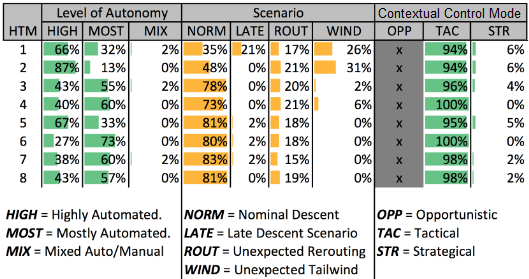 Level of Autonomy Scenario Contextual Control Mode
HTM HIGH MOST MIX NORM LATE ROUT WIND OPP TAC STR
1 66% 32% 2% 35% 21% 17% 26% x 94% 6%
2 87% 13% 0% 48% 0% 21% 31% x 94% 6%
3 43% 55% 2% 78% 0% 20% 2% x 96% 4%
4 40% 60% 0% 73% 0% 21% 6% x 100% 0%
5 67% 33% 0% 81% 2% 18% 0% x 95% 5%
6 27% 73% 0% 80% 2% 18% 0% x 100% 0%
7 38% 60% 2% 83% 2% 15% 0% x 98% 2%
8 43% 57% 0% 81% 0% 19% 0% x 98% 2%
HIGH = Highly Automated. NORM = Nominal Descent OPP = Opportunistic
MOST = Mostly Automated. LATE = Late Descent Scenario TAC = Tactical
MIX = Mixed Auto/Manual ROUT = Unexpected Rerouting STR = Strategical
WIND = Unexpected Tailwind